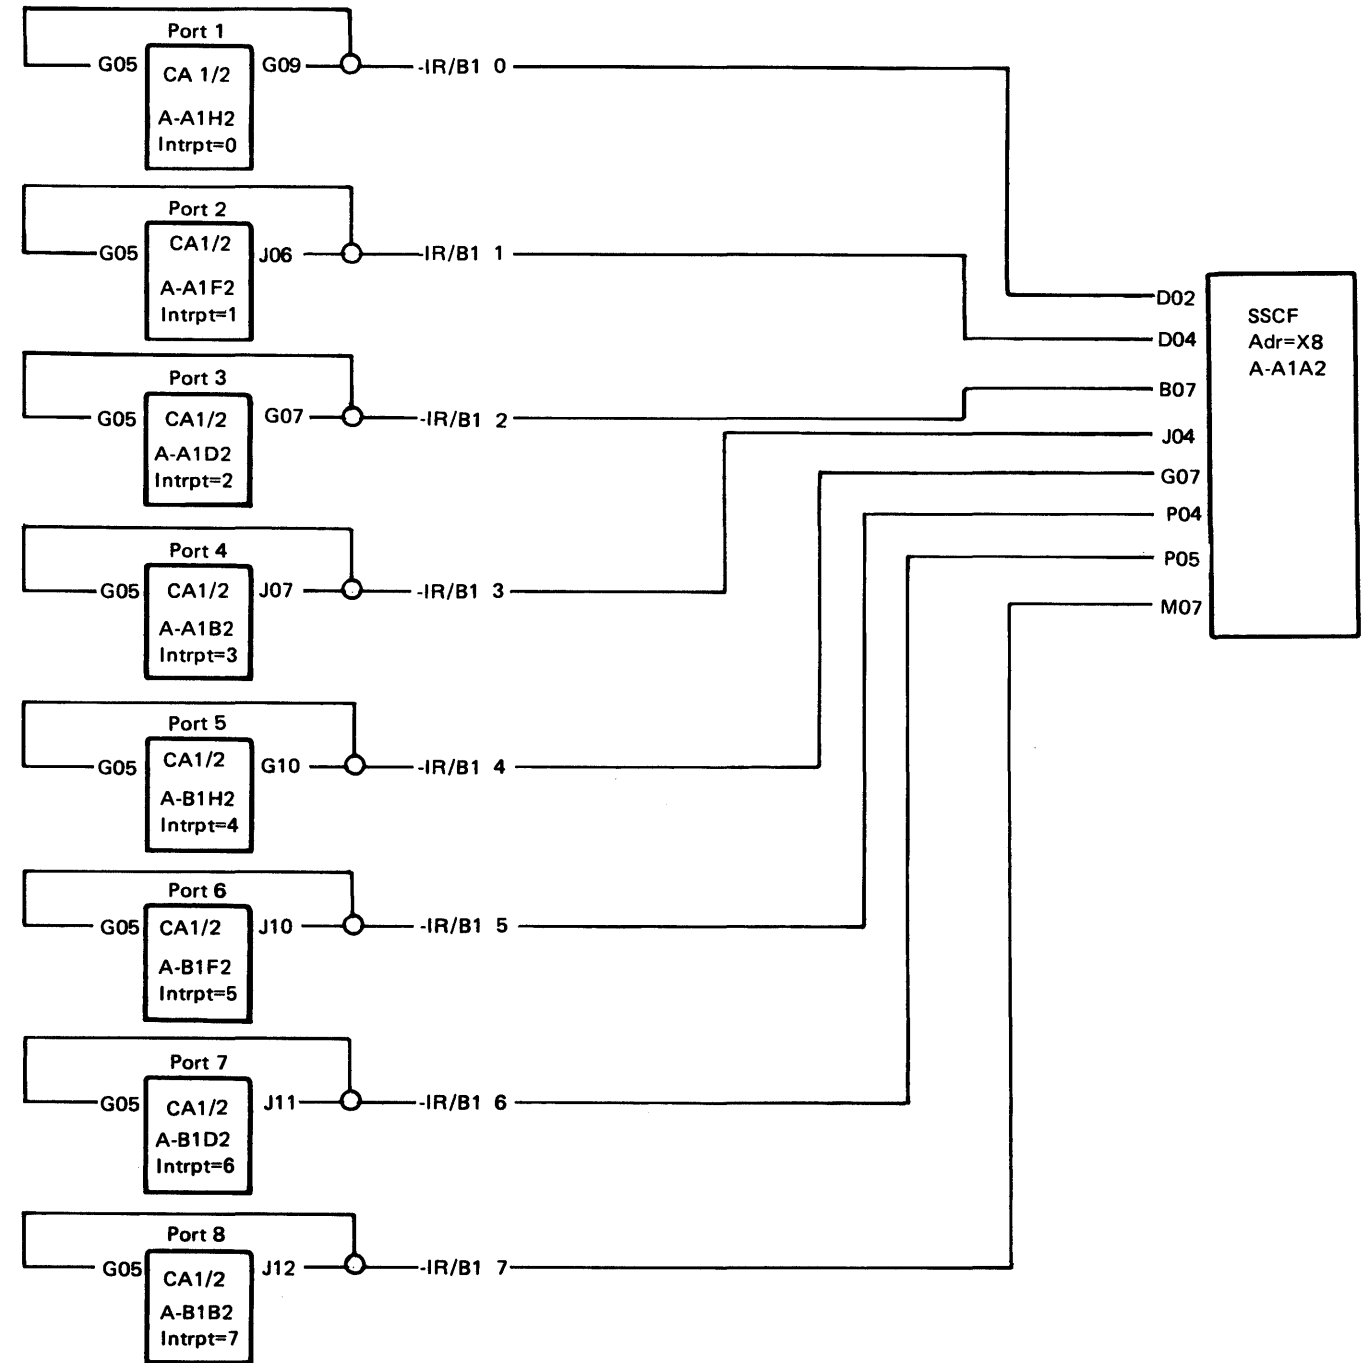 Port 1
G05 CA 1/2 G09 -IR/B1 0
A-A1H2
Intrpt=0
Port 2
G05 CA1/2 J06 -IR/B1 1
A-A1F2
Intrpt=1
Port 3
G05 CA1/2 G07 -IR/B1 2
A-A1D2
Intrpt=2
Port 4
G05 CA1/2 J07 -IR/B1 3
A-A1B2
Intrpt=3
Port 5
G05 CA1/2 G10 -IR/B1 4
A-B1H2
Intrpt=4
Port 6
G05 CA1/2 J10 -IR/B1 5
A-B1F2
Intrpt=5
Port 7
G05 CA1/2 J11 -IR/B1 6
A-B1D2
Intrpt=6
Port 8
G05 CA1/2 J12 -IR/B1 7
A-B1B2
Intrpt=7
D02
D04
B07
J04
G07
P04
P05
M07
SSCF
Adr=X8
A-A1A2